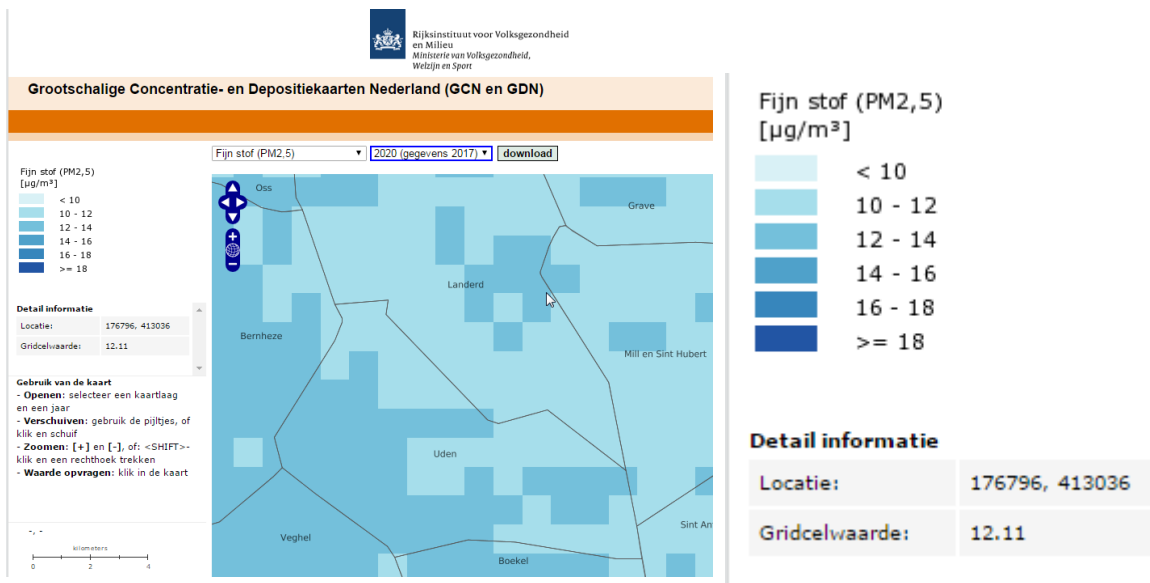 Rijksinstituut voor Volksgezondheid
en Milieu
Ministerie van Volksgezondheid,
Welzijn en Sport
Grootschalige Concentratie- en Depositiekaarten Nederland (GCN en GDN)
Fijn stof (PM2,5)
2020 (gegevens 2017)
download
Fijn stof (PM2,5)
[µg/m³]
< 10
10 - 12
12 - 14
14 - 16
16 - 18
>= 18
Detail informatie
Locatie: 176796, 413036
Gridcelwaarde: 12.11
Gebruik van de kaart
- Openen: selecteer een kaartlaag
en een jaar
- Verschuiven: gebruik de pijltjes, of
klik en schuif
- Zoomen: [+] en [-], of: <SHIFT>-
klik en een rechthoek trekken
- Waarde opvragen: klik in de kaart
-, -
kilometers
0 2 4
Oss
Grave
Landerd
Bernheze
Mill en Sint Hubert
Uden
Sint An
Veghel
Boekel
Fijn stof (PM2,5)
[µg/m³]
< 10
10 - 12
12 - 14
14 - 16
16 - 18
>= 18
Detail informatie
Locatie: 176796, 413036
Gridcelwaarde: 12.11